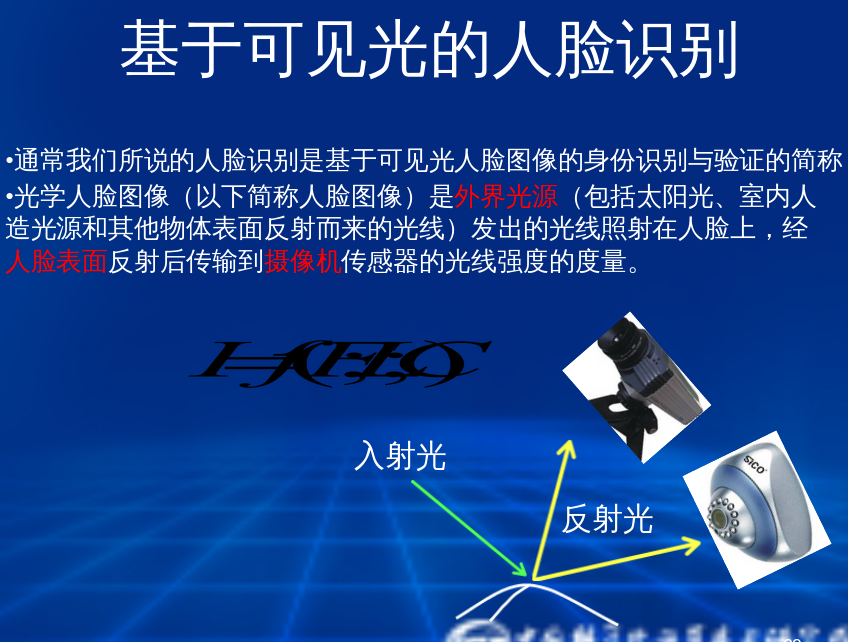 基于可见光的人脸识别
•通常我们所说的人脸识别是基于可见光人脸图像的身份识别与验证的简称
•光学人脸图像（以下简称人脸图像）是外界光源（包括太阳光、室内人
造光源和其他物体表面反射而来的光线）发出的光线照射在人脸上，经
人脸表面反射后传输到摄像机传感器的光线强度的度量。
入射光
SICO
反射光